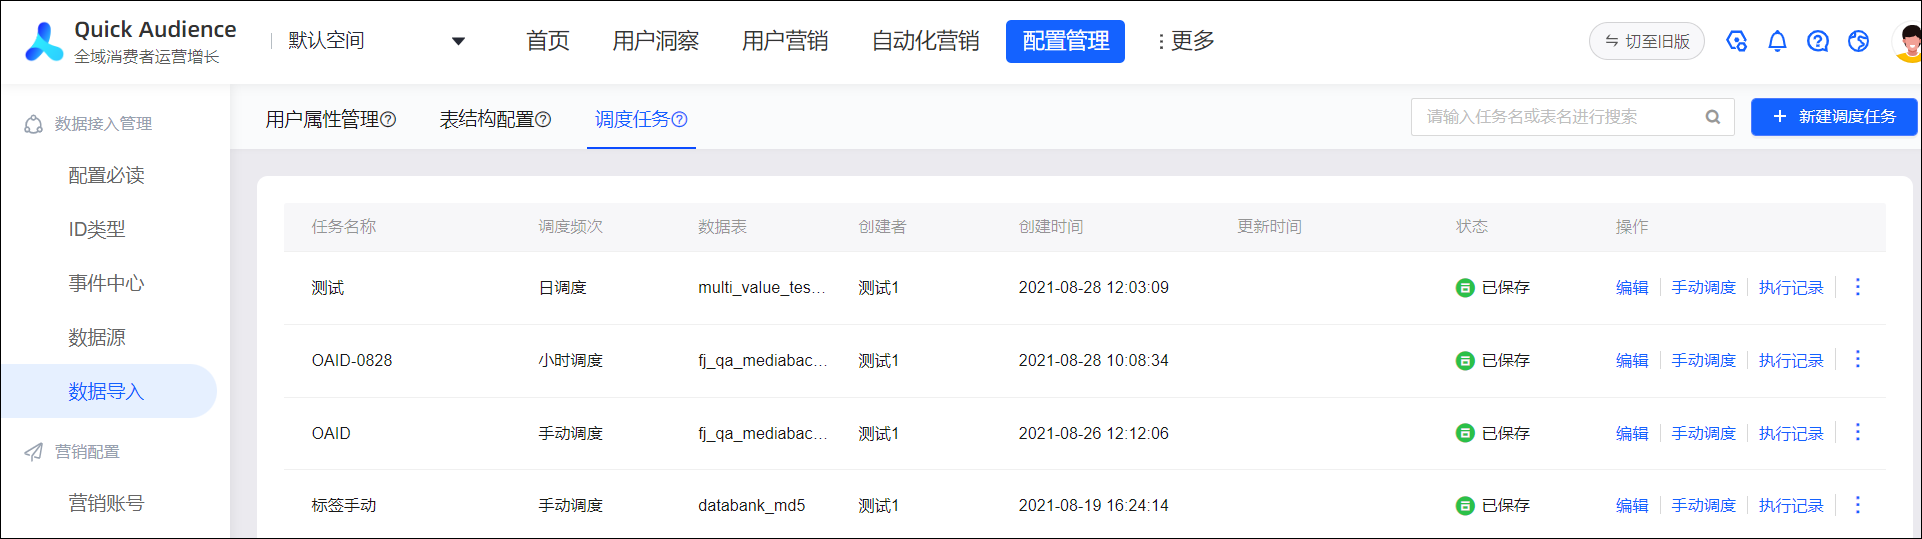 Quick Audience
全域消费者运营增长
默认空间
首页 用户洞察 用户营销 自动化营销 配置管理 更多
切至旧版
数据接入管理
配置必读
ID类型
事件中心
数据源
数据导入
营销配置
营销账号
用户属性管理 表结构配置 调度任务
请输入任务名或表名进行搜索
+ 新建调度任务
任务名称 调度频次 数据表 创建者 创建时间 更新时间 状态 操作
测试 日调度 multi_value_tes... 测试1 2021-08-28 12:03:09 已保存 编辑 手动调度 执行记录
OAID-0828 小时调度 fj_qa_mediabac... 测试1 2021-08-28 10:08:34 已保存 编辑 手动调度 执行记录
OAID 手动调度 fj_qa_mediabac... 测试1 2021-08-26 12:12:06 已保存 编辑 手动调度 执行记录
标签手动 手动调度 databank_md5 测试1 2021-08-19 16:24:14 已保存 编辑 手动调度 执行记录